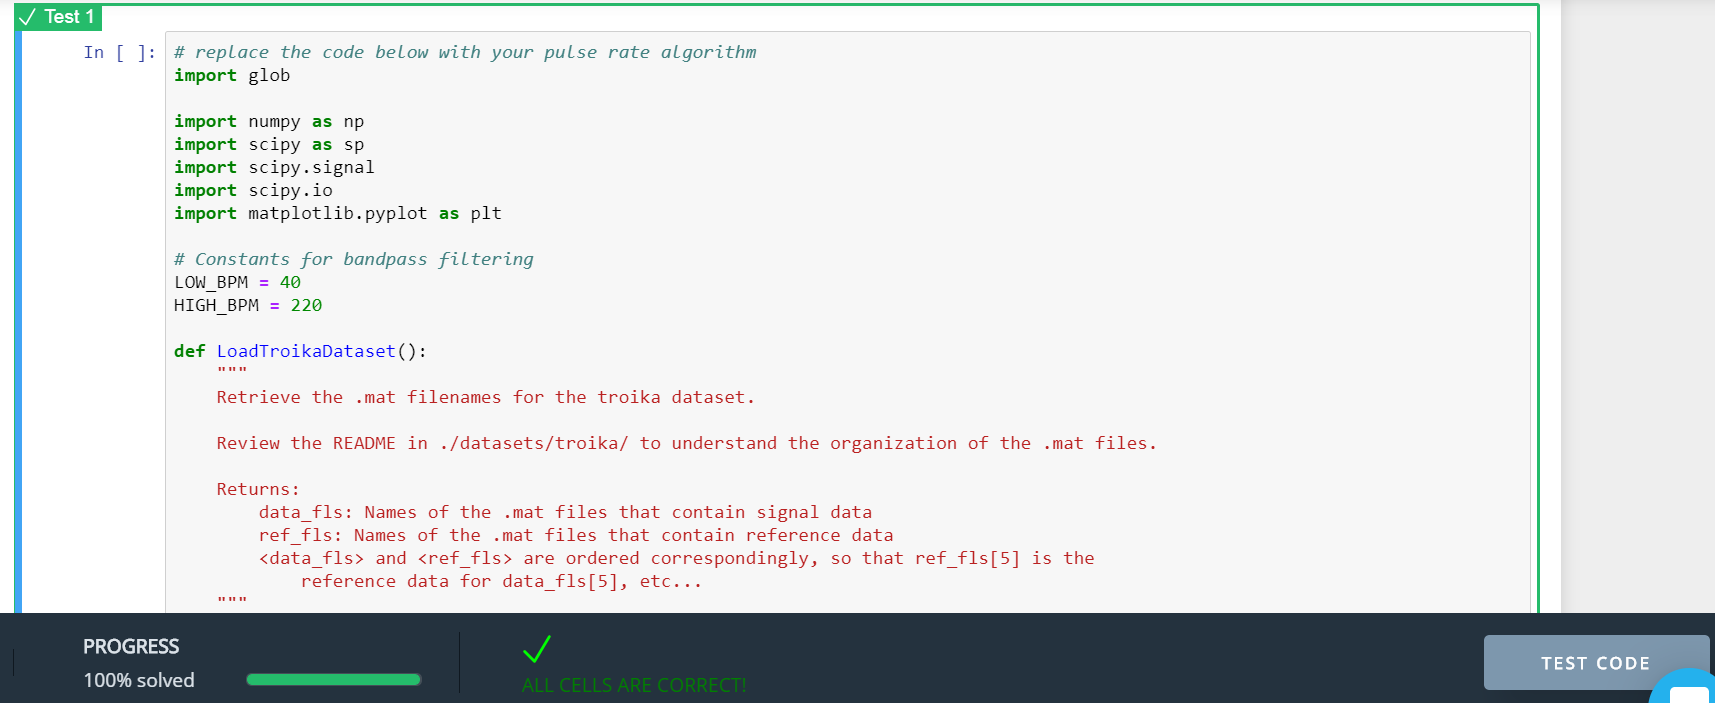 Test 1
In [ ]:
# replace the code below with your pulse rate algorithm
import glob
import numpy as np
import scipy as sp
import scipy.signal
import scipy.io
import matplotlib.pyplot as plt
# Constants for bandpass filtering
LOW_BPM = 40
HIGH_BPM = 220
def LoadTroikaDataset():
"""
Retrieve the .mat filenames for the troika dataset.
Review the README in ./datasets/troika/ to understand the organization of the .mat files.
Returns:
data_fls: Names of the .mat files that contain signal data
ref_fls: Names of the .mat files that contain reference data
<data_fls> and <ref_fls> are ordered correspondingly, so that ref_fls[5] is the
reference data for data_fls[5], etc...
"""
PROGRESS
100% solved
ALL CELLS ARE CORRECT!
TEST CODE